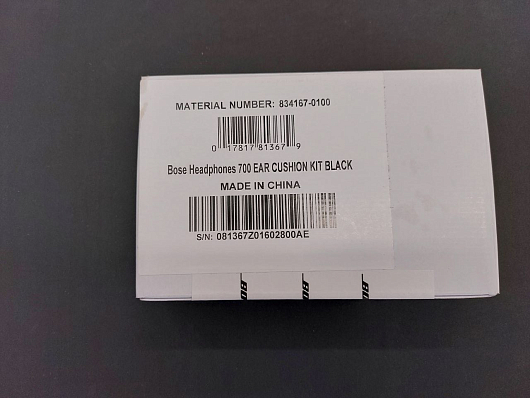 MATERIAL NUMBER: 834167-0100
0 17817 81367 9
Bose Headphones 700 EAR CUSHION KIT BLACK
MADE IN CHINA
S/N: 081367Z01602800AE